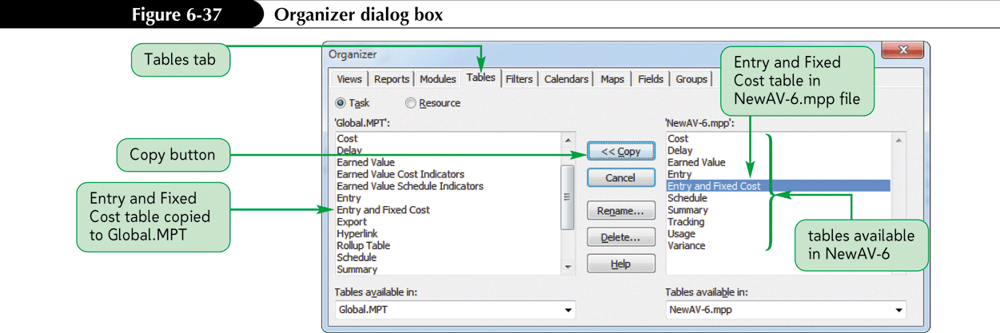 Figure 6-37 Organizer dialog box
Tables tab
Organizer
Entry and Fixed
Cost table in
NewAV-6.mpp file
Views Reports Modules Tables Filters Calendars Maps Fields Groups
Task Resource
'Global.MPT':
Cost
Delay
Earned Value
Earned Value Cost Indicators
Earned Value Schedule Indicators
Entry
Entry and Fixed Cost
Export
Hyperlink
Rollup Table
Schedule
Summary
Copy button
Entry and Fixed
Cost table copied
to Global.MPT
<< Copy
Cancel
Rename...
Delete...
Help
'NewAV-6.mpp':
Cost
Delay
Earned Value
Entry
Entry and Fixed Cost
Schedule
Summary
Tracking
Usage
Variance
tables available
in NewAV-6
Tables available in:
Global.MPT
Tables available in:
NewAV-6.mpp